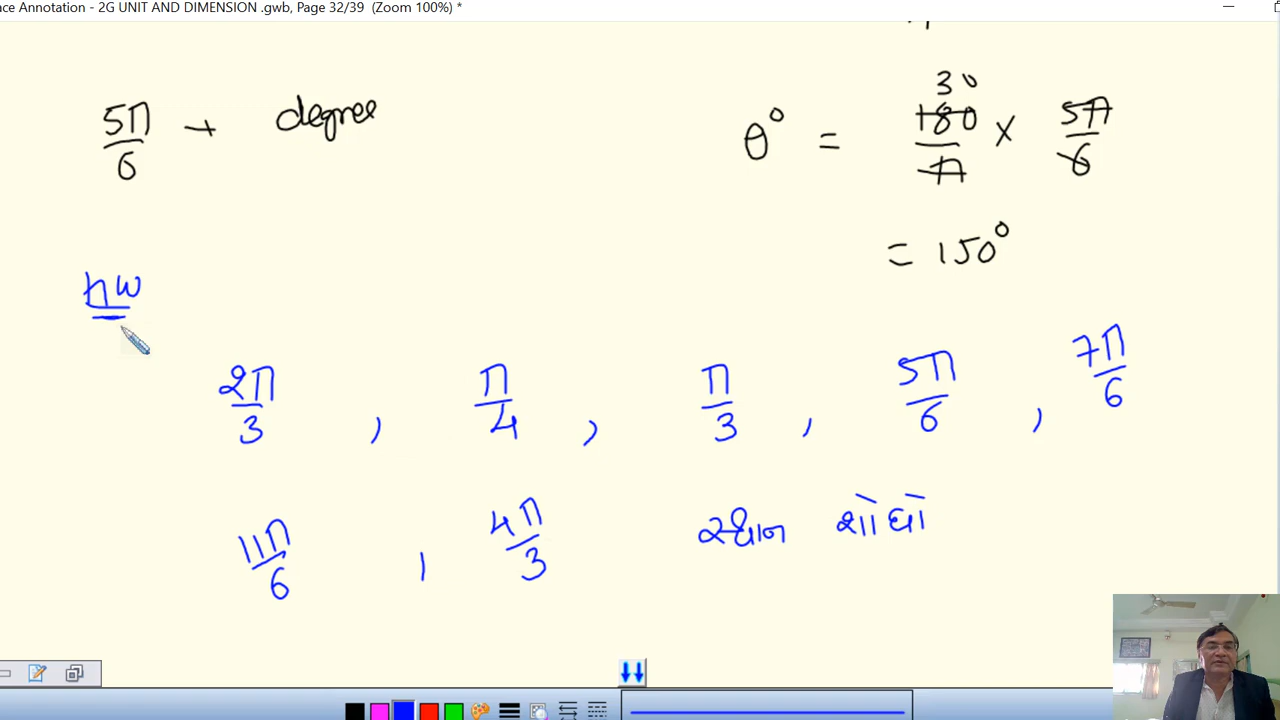 ace Annotation - 2G UNIT AND DIMENSION .gwb, Page 32/39 (Zoom 100%) *
5π/6 → degree
θ° = 180/π × 5π/6
30
= 150°
hw
2π/3 , π/4 , π/3 , 5π/6 , 7π/6
11π/6 , 4π/3 શોધો